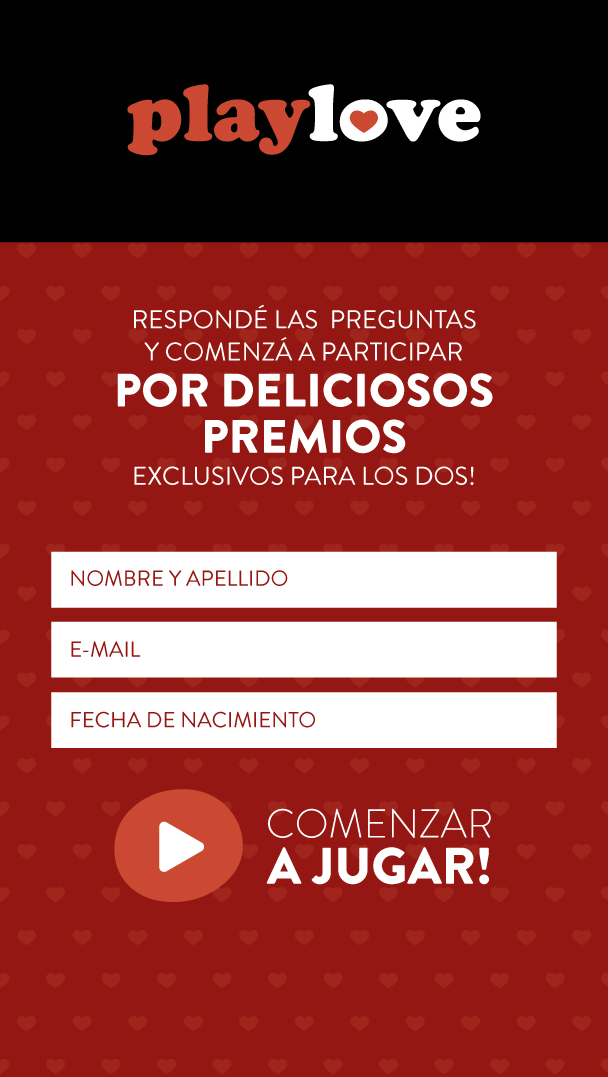 playlove
RESPONDÉ LAS PREGUNTAS
Y COMENZÁ A PARTICIPAR
POR DELICIOSOS
PREMIOS
EXCLUSIVOS PARA LOS DOS!
NOMBRE Y APELLIDO
E-MAIL
FECHA DE NACIMIENTO
COMENZAR
A JUGAR!